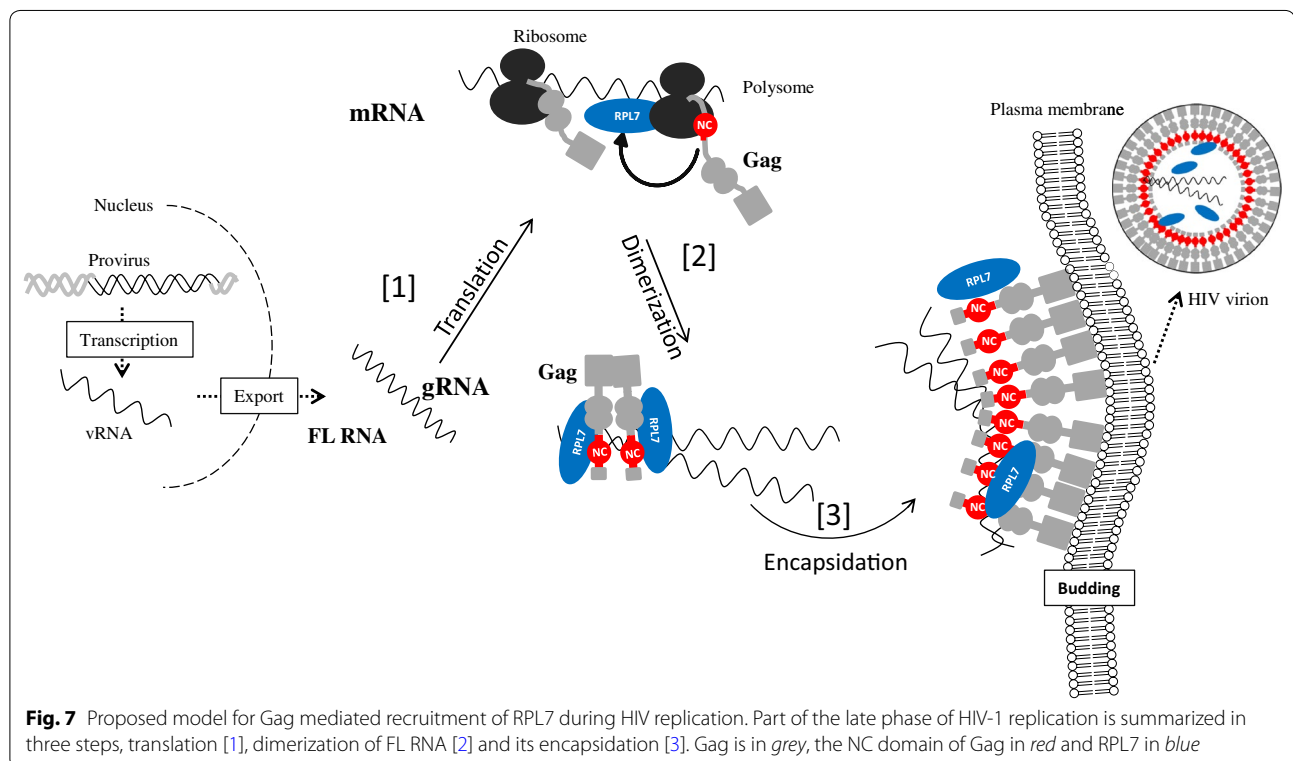 Ribosome
Polysome
mRNA
RPL7
NC
Gag
Plasma membrane
Nucleus
Provirus
Transcription
vRNA
Export
FL RNA
gRNA
[1]
Translation
[2]
Dimerization
Gag
RPL7
RPL7
NC
NC
[3]
Encapsidation
RPL7
NC
NC
NC
NC
NC
NC
NC
NC
RPL7
HIV virion
Budding
Fig. 7 Proposed model for Gag mediated recruitment of RPL7 during HIV replication. Part of the late phase of HIV-1 replication is summarized in
three steps, translation [1], dimerization of FL RNA [2] and its encapsidation [3]. Gag is in grey, the NC domain of Gag in red and RPL7 in blue